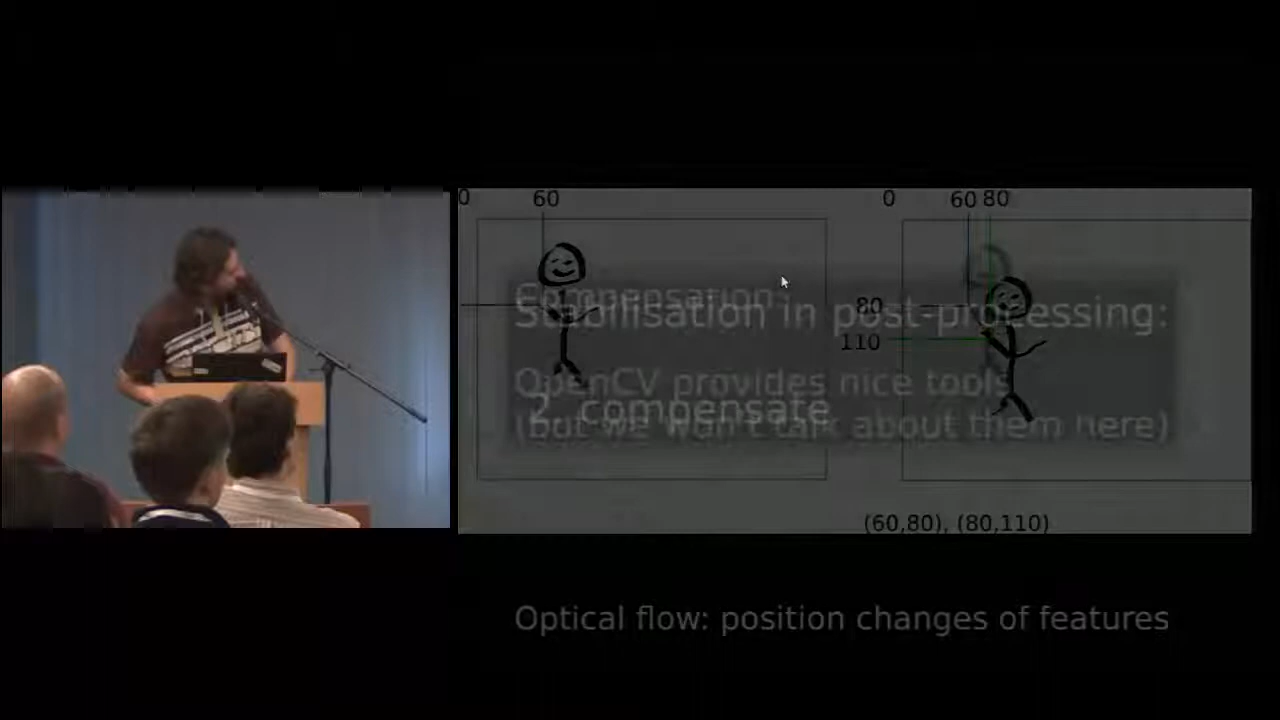 0 60 0 60 80
Compensation:
Stabilisation in post-processing:
80
110
OpenCV provides nice tools
2. compensate
(but we won't talk about them here)
(60,80), (80,110)
Optical flow: position changes of features